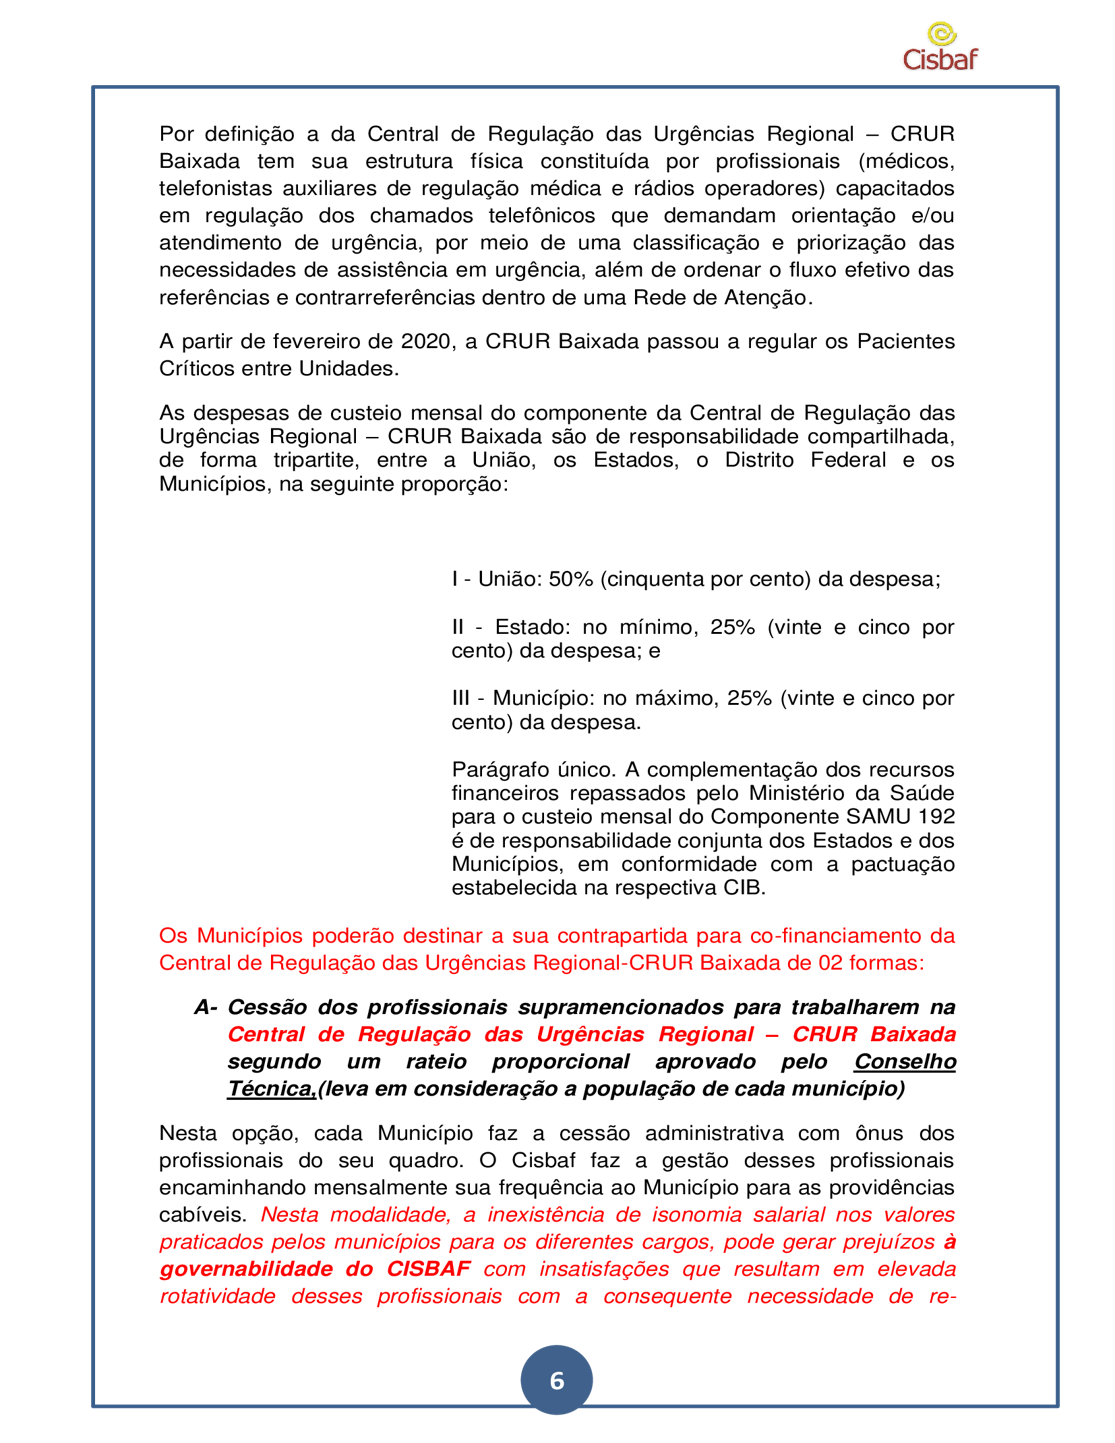 Cisbaf
Por definição a da Central de Regulação das Urgências Regional – CRUR
Baixada tem sua estrutura física constituída por profissionais (médicos,
telefonistas auxiliares de regulação médica e rádios operadores) capacitados
em regulação dos chamados telefônicos que demandam orientação e/ou
atendimento de urgência, por meio de uma classificação e priorização das
necessidades de assistência em urgência, além de ordenar o fluxo efetivo das
referências e contrarreferências dentro de uma Rede de Atenção.
A partir de fevereiro de 2020, a CRUR Baixada passou a regular os Pacientes
Críticos entre Unidades.
As despesas de custeio mensal do componente da Central de Regulação das
Urgências Regional – CRUR Baixada são de responsabilidade compartilhada,
de forma tripartite, entre a União, os Estados, o Distrito Federal e os
Municípios, na seguinte proporção:
I - União: 50% (cinquenta por cento) da despesa;
II - Estado: no mínimo, 25% (vinte e cinco por
cento) da despesa; e
III - Município: no máximo, 25% (vinte e cinco por
cento) da despesa.
Parágrafo único. A complementação dos recursos
financeiros repassados pelo Ministério da Saúde
para o custeio mensal do Componente SAMU 192
é de responsabilidade conjunta dos Estados e dos
Municípios, em conformidade com a pactuação
estabelecida na respectiva CIB.
Os Municípios poderão destinar a sua contrapartida para co-financiamento da
Central de Regulação das Urgências Regional-CRUR Baixada de 02 formas:
A- Cessão dos profissionais supramencionados para trabalharem na
Central de Regulação das Urgências Regional – CRUR Baixada
segundo um rateio proporcional aprovado pelo Conselho
Técnica,(leva em consideração a população de cada município)
Nesta opção, cada Município faz a cessão administrativa com ônus dos
profissionais do seu quadro. O Cisbaf faz a gestão desses profissionais
encaminhando mensalmente sua frequência ao Município para as providências
cabíveis. Nesta modalidade, a inexistência de isonomia salarial nos valores
praticados pelos municípios para os diferentes cargos, pode gerar prejuízos à
governabilidade do CISBAF com insatisfações que resultam em elevada
rotatividade desses profissionais com a consequente necessidade de re-
6